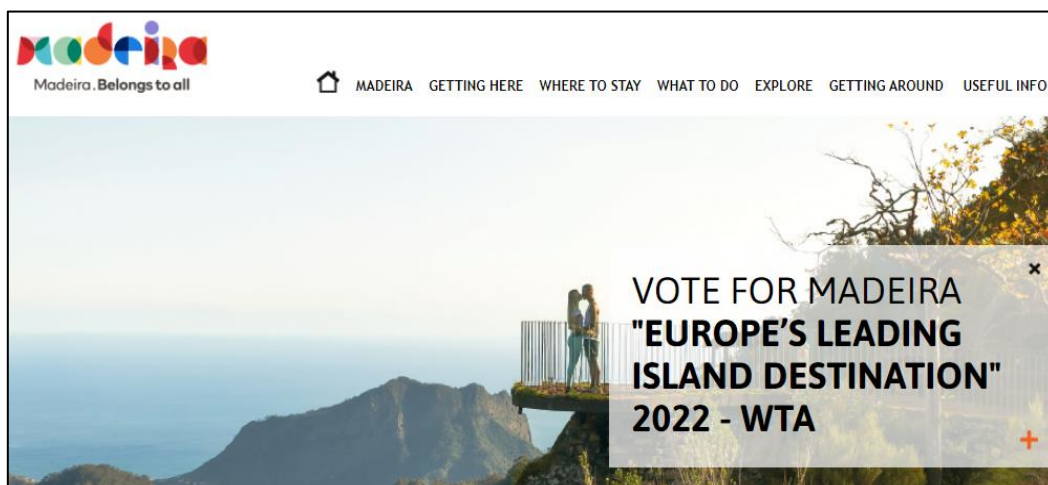 madeira
Madeira. Belongs to all
MADEIRA GETTING HERE WHERE TO STAY WHAT TO DO EXPLORE GETTING AROUND USEFUL INFO
VOTE FOR MADEIRA
"EUROPE’S LEADING
ISLAND DESTINATION"
2022 - WTA